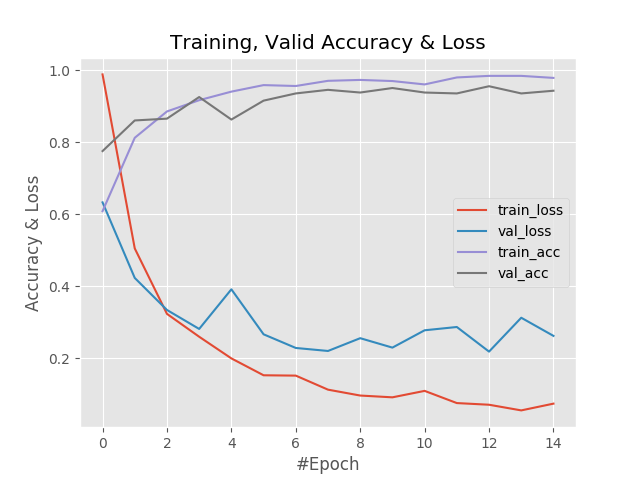 Training, Valid Accuracy & Loss
Accuracy & Loss
1.0
0.8
0.6
0.4
0.2
train_loss
val_loss
train_acc
val_acc
0 2 4 6 8 10 12 14
#Epoch